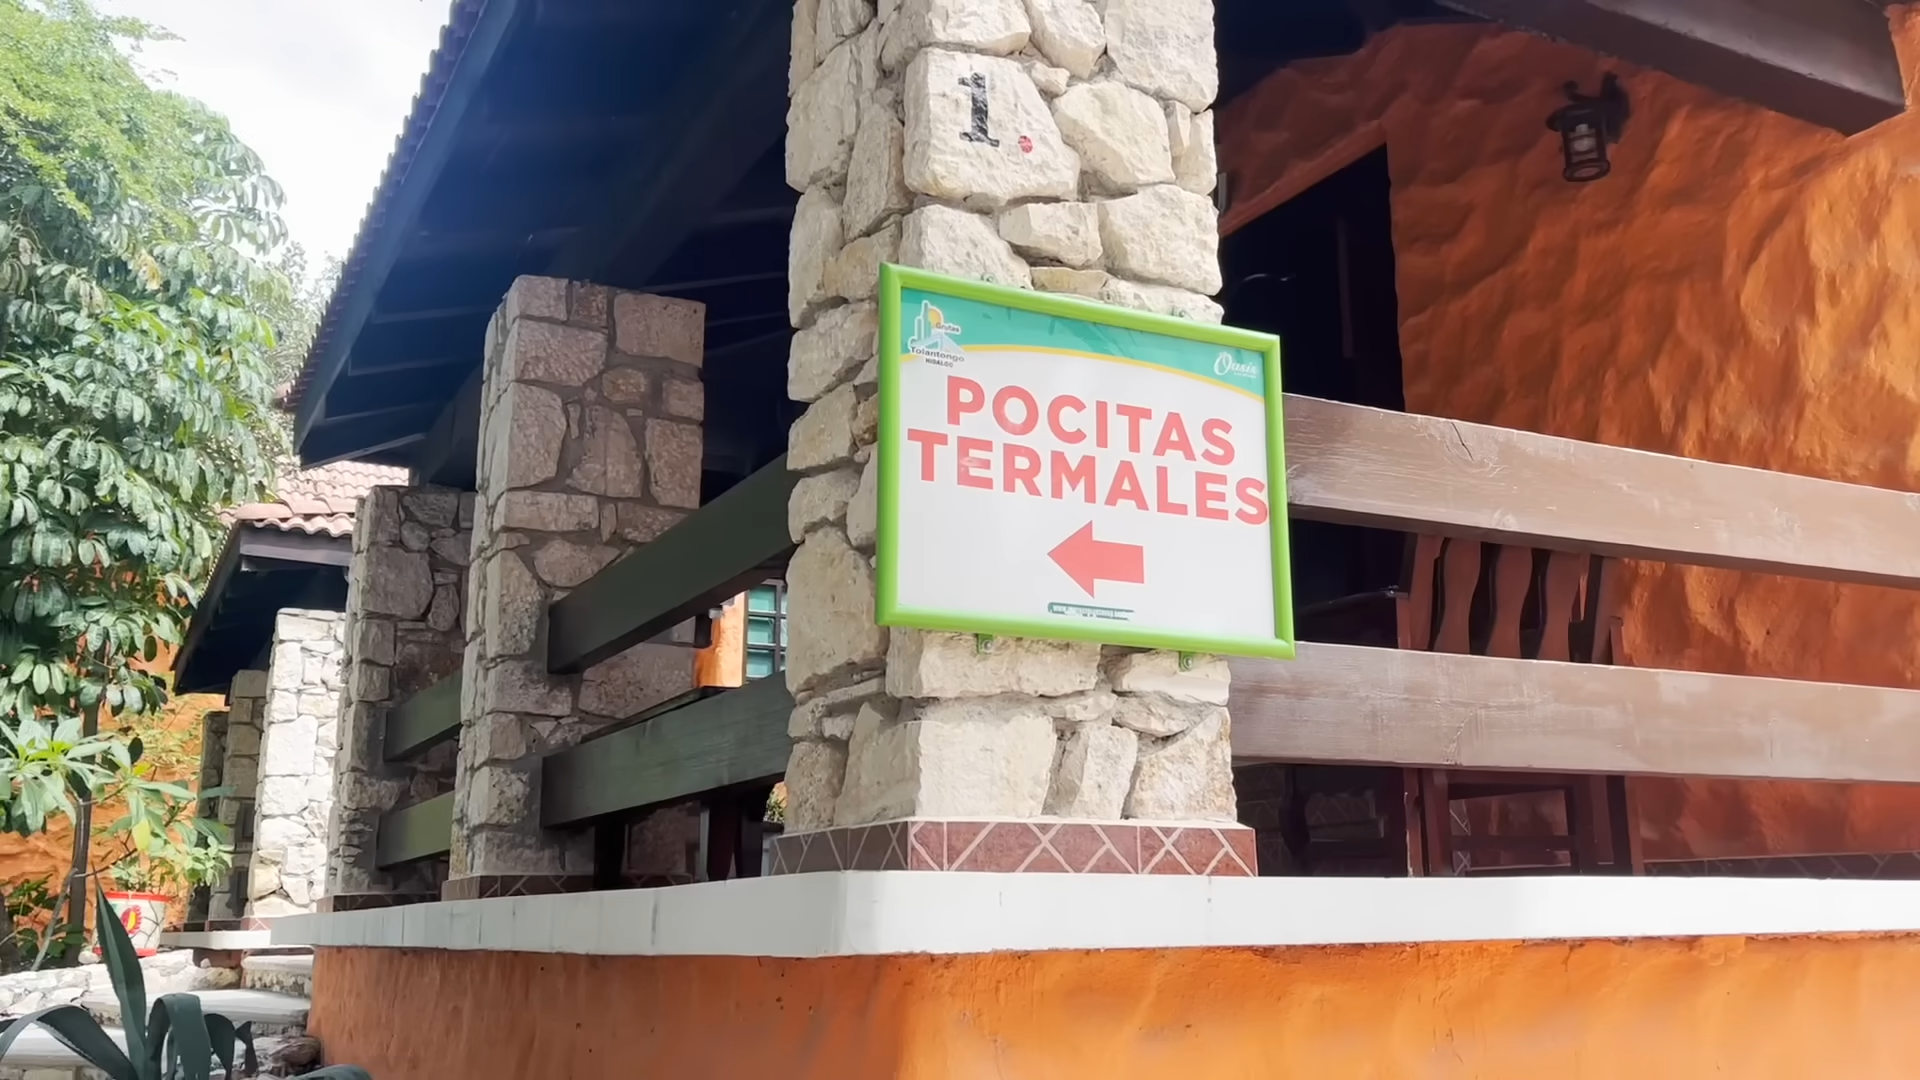 1.
Grutas
Tolantongo
HIDALGO
Oasis
POCITAS
TERMALES